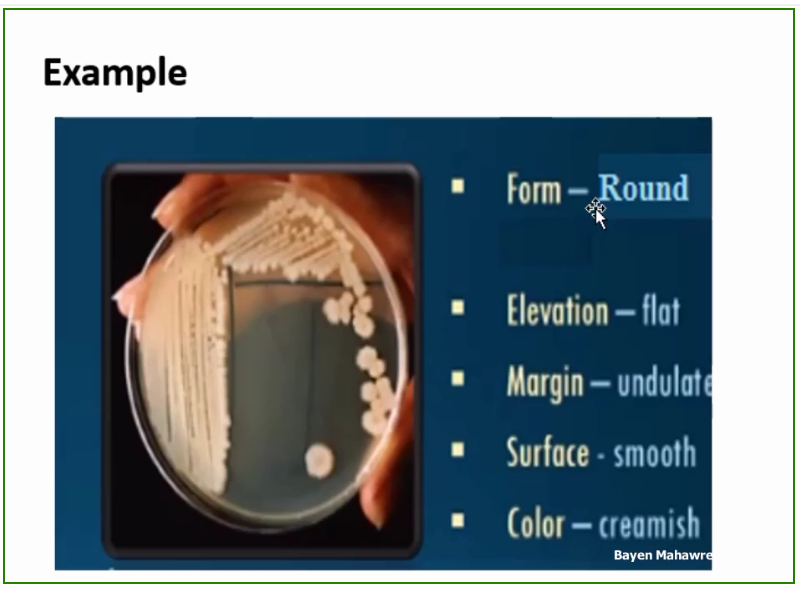 Example
Form – Round
Elevation – flat
Margin – undulate
Surface - smooth
Color – creamish
Bayen Mahawre